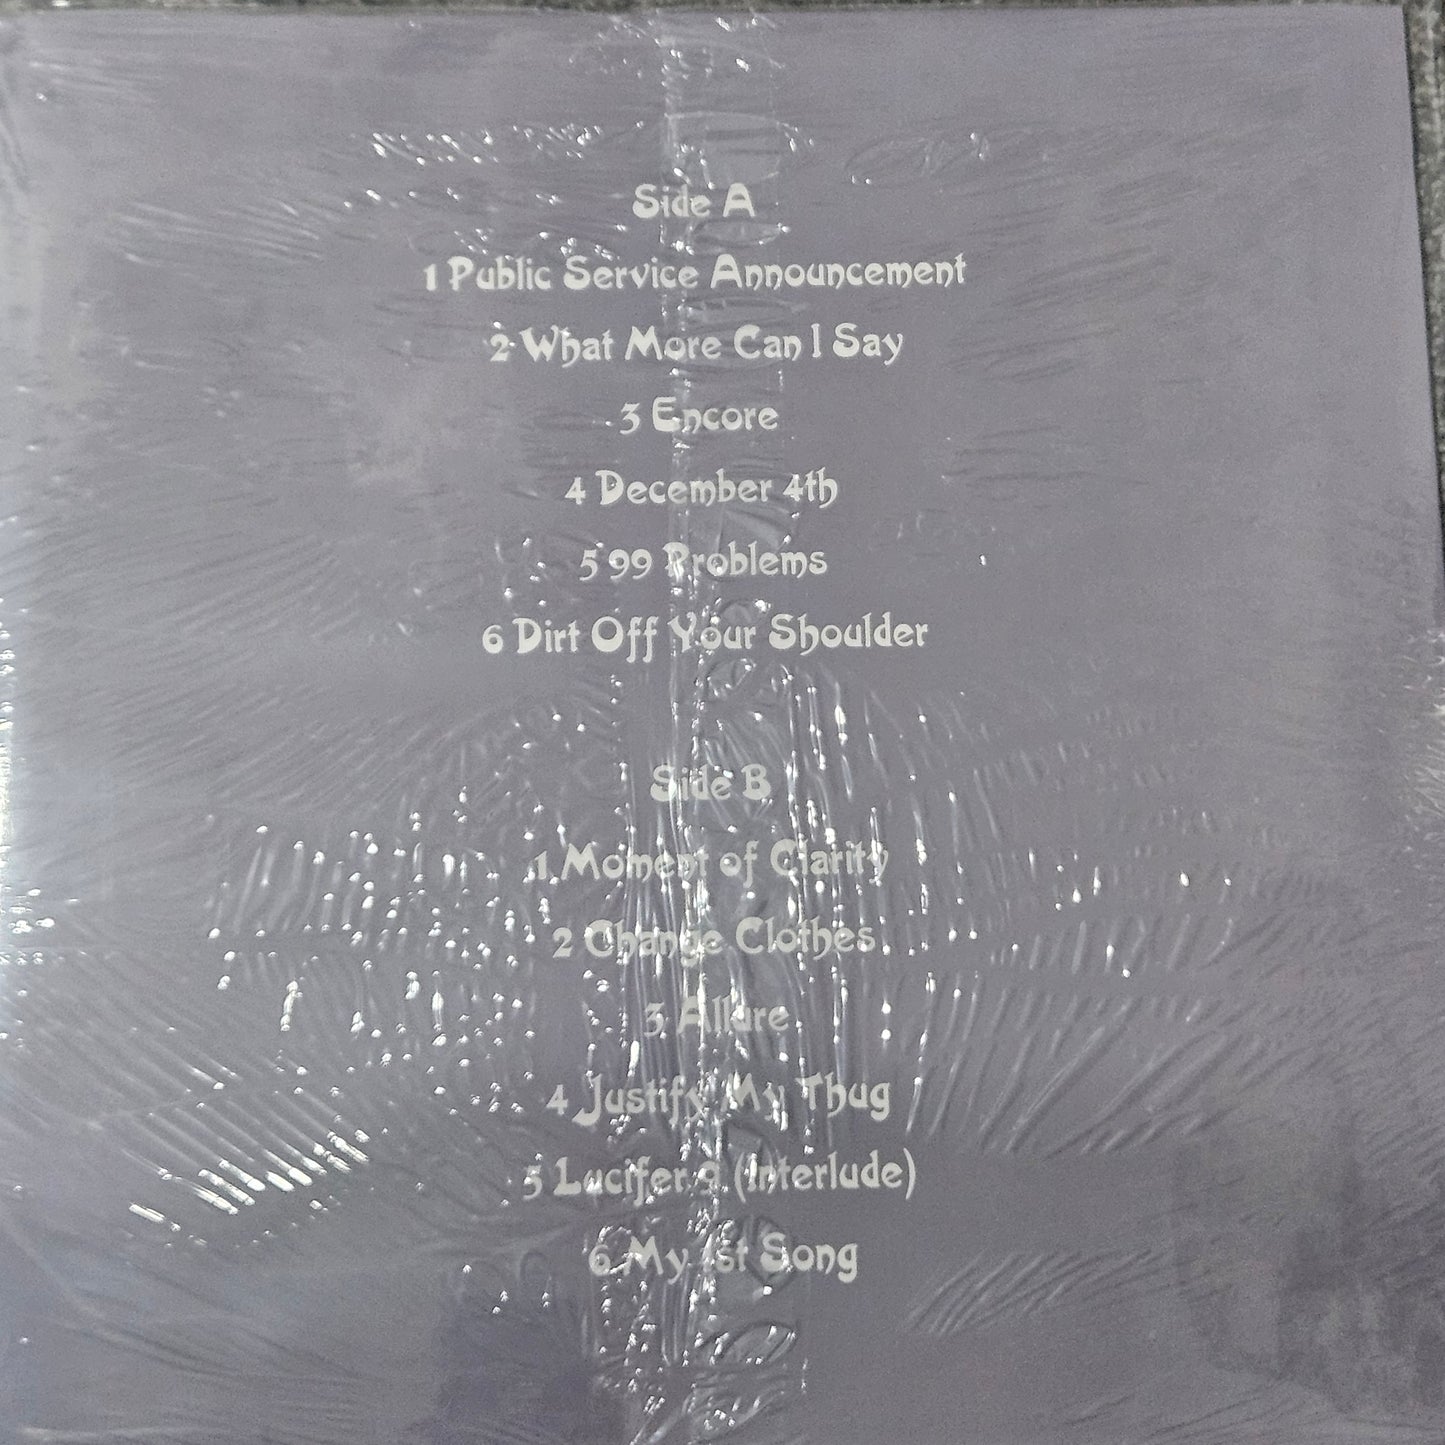 Side A
1 Public Service Announcement
2 What More Can I Say
3 Encore
4 December 4th
5 99 Problems
6 Dirt Off Your Shoulder
Side B
1 Moment of Clarity
2 Change Clothes
3 Allure
4 Justify My Thug
5 Lucifer 9 (Interlude)
6 My 1st Song